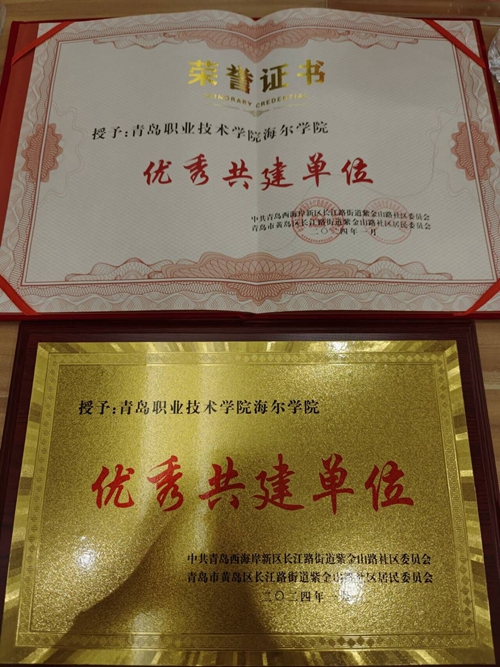 荣誉证书
HONORARY CREDENTIAL
授予:青岛职业技术学院海尔学院
优秀共建单位
中共青岛西海岸新区长江路街道紫金山路社区委员会
青岛市黄岛区长江路街道紫金山路社区居民委员会
二〇二四年一月
授予:青岛职业技术学院海尔学院
优秀共建单位
中共青岛西海岸新区长江路街道紫金山路社区委员会
青岛市黄岛区长江路街道紫金山路社区居民委员会
二〇二四年一月